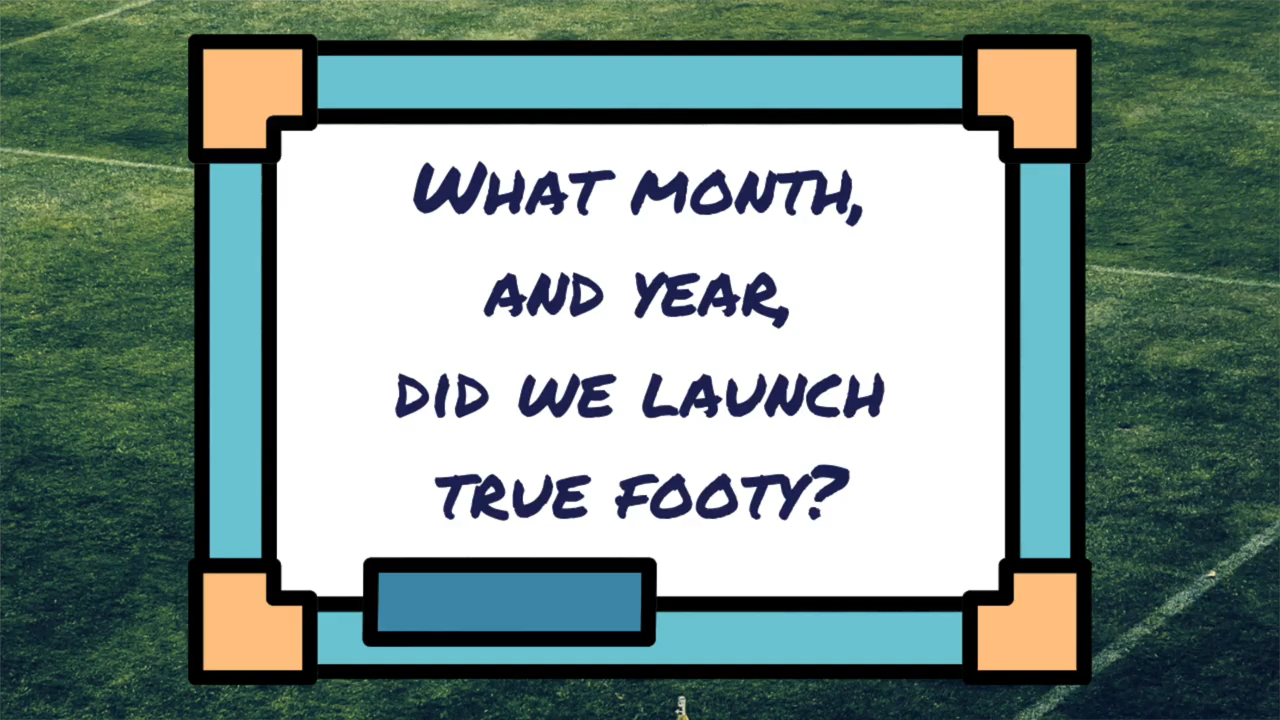 What month,
and year,
did we launch
true footy?